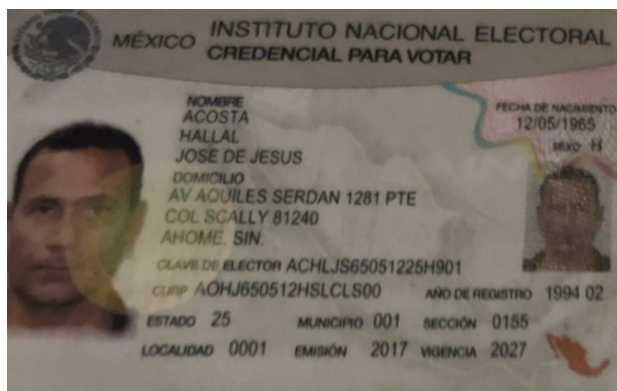 MÉXICO
INSTITUTO NACIONAL ELECTORAL
CREDENCIAL PARA VOTAR
NOMBRE
ACOSTA
HALLAL
JOSE DE JESUS
DOMICILIO
AV AQUILES SERDAN 1281 PTE
COL SCALLY 81240
AHOME, SIN.
FECHA DE NACIMIENTO
12/05/1965
SEXO H
CLAVE DE ELECTOR ACHLJS65051225H901
CURP AOHJ650512HSLCLS00 AÑO DE REGISTRO 1994 02
ESTADO 25 MUNICIPIO 001 SECCIÓN 0155
LOCALIDAD 0001 EMISIÓN 2017 VIGENCIA 2027